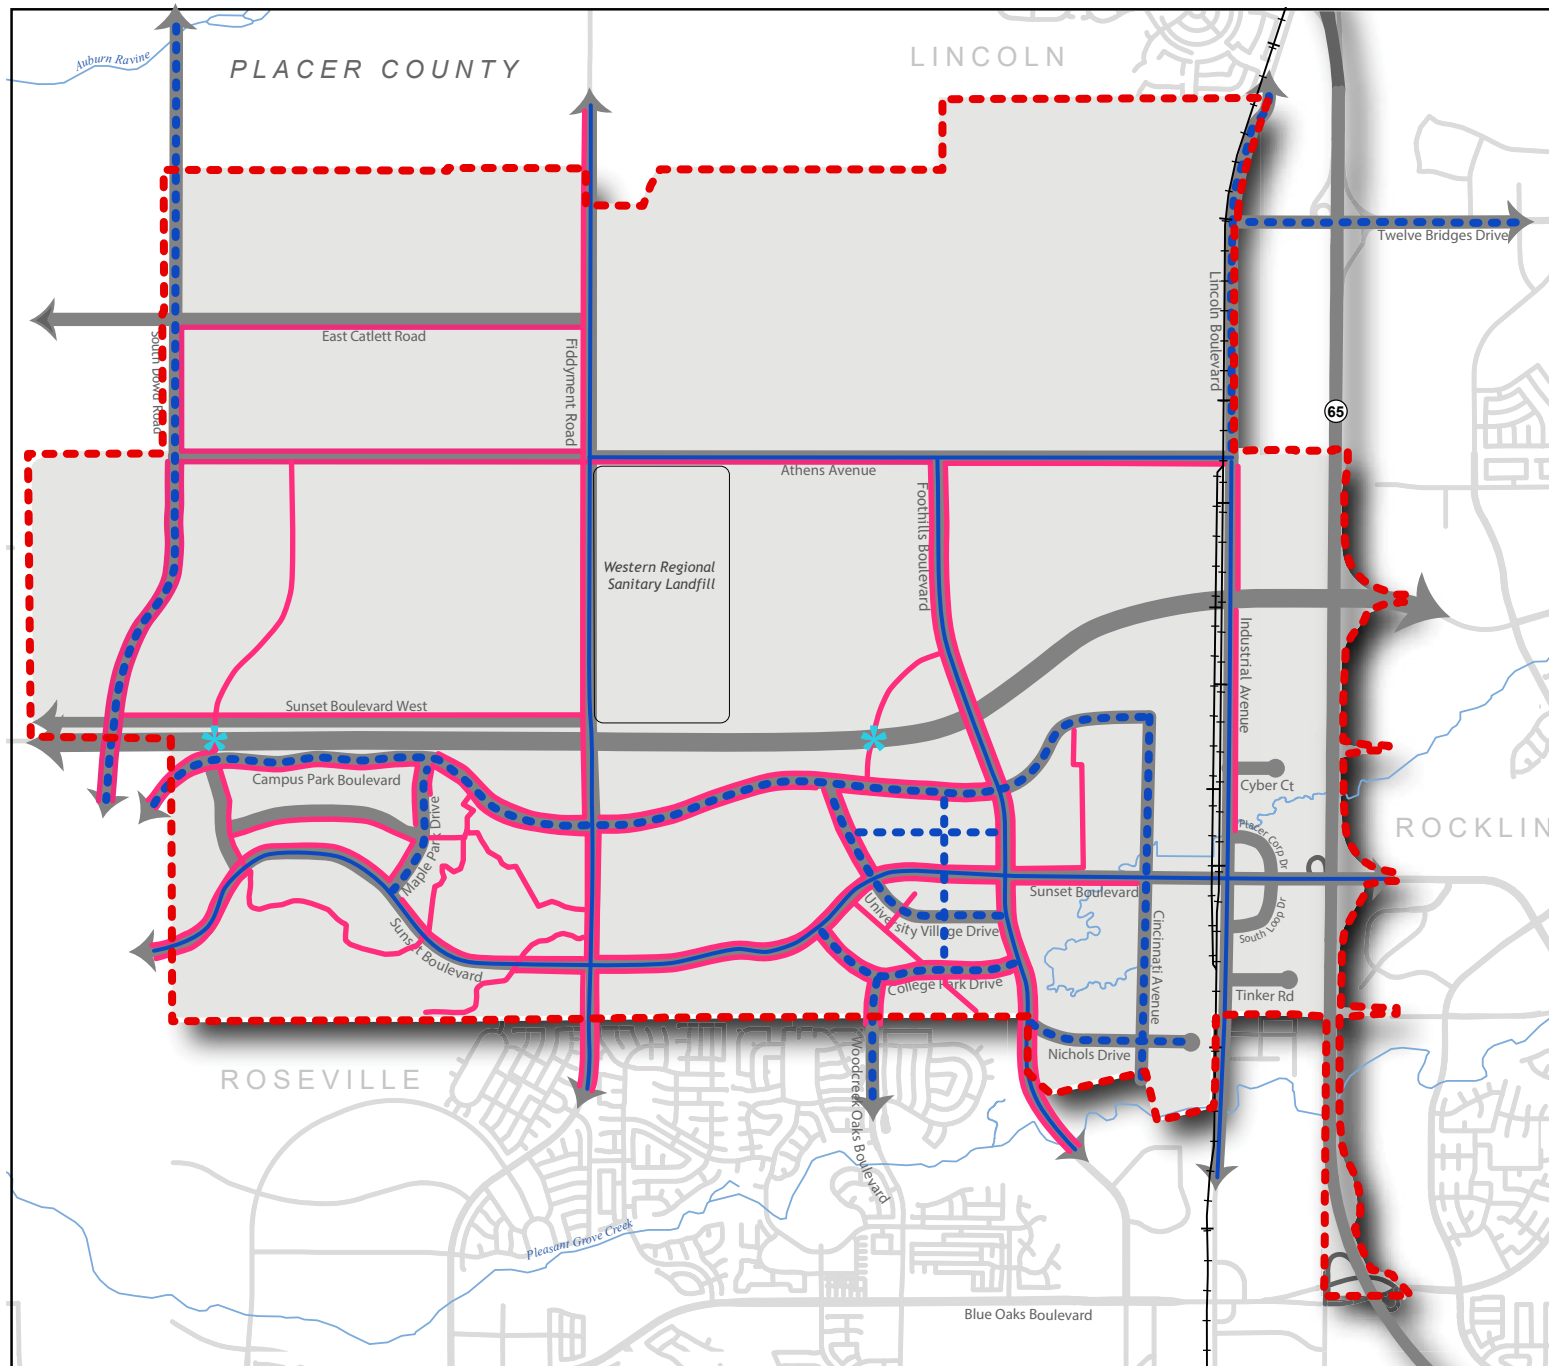 Auburn Ravine
PLACER COUNTY
LINCOLN
Twelve Bridges Drive
Lincoln Boulevard
East Catlett Road
South Dowd Road
Fiddyment Road
65
Athens Avenue
Foothills Boulevard
Western Regional
Sanitary Landfill
Industrial Avenue
Sunset Boulevard West
Campus Park Boulevard
Cyber Ct
Maple Park Drive
Placer Corp Dr
ROCKLIN
Sunset Boulevard
University Village Drive
Cincinnati Avenue
South Loop Dr
Sunset Boulevard
College Park Drive
Tinker Rd
Nichols Drive
ROSEVILLE
Woodcreek Oaks Boulevard
Pleasant Grove Creek
Blue Oaks Boulevard